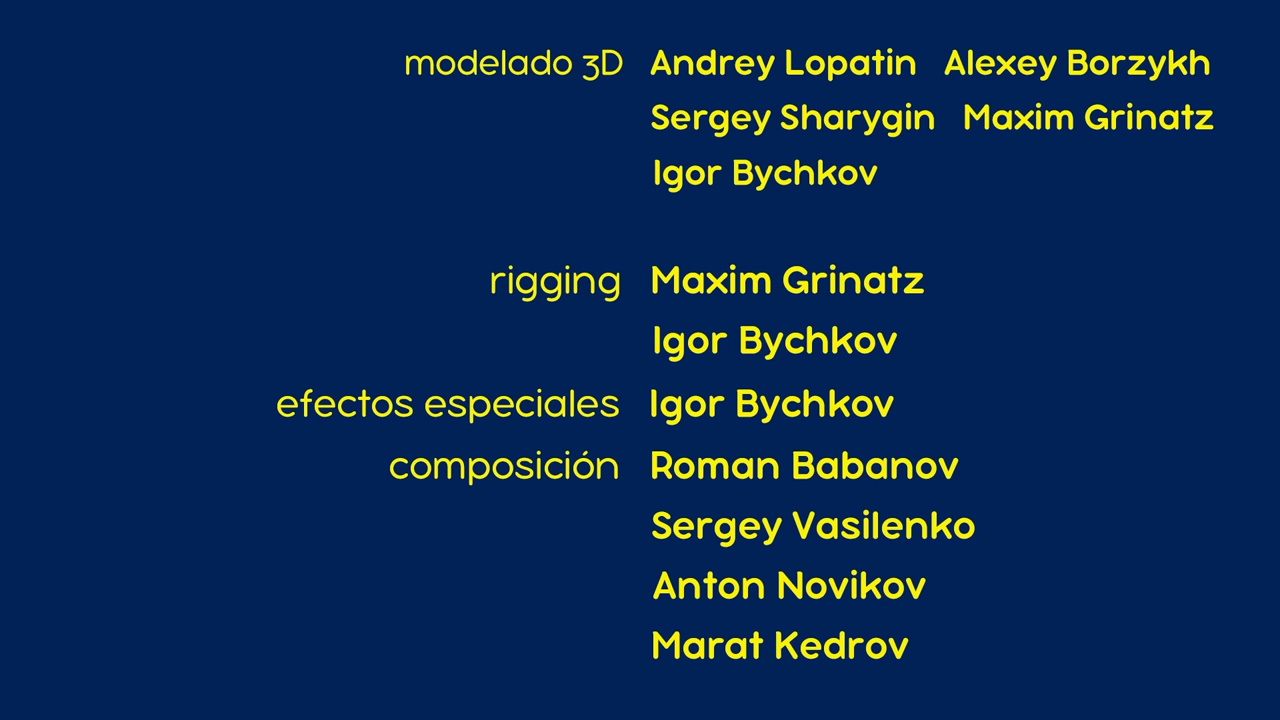 modelado 3D Andrey Lopatin Alexey Borzykh
Sergey Sharygin Maxim Grinatz
Igor Bychkov
rigging Maxim Grinatz
Igor Bychkov
efectos especiales Igor Bychkov
composición Roman Babanov
Sergey Vasilenko
Anton Novikov
Marat Kedrov